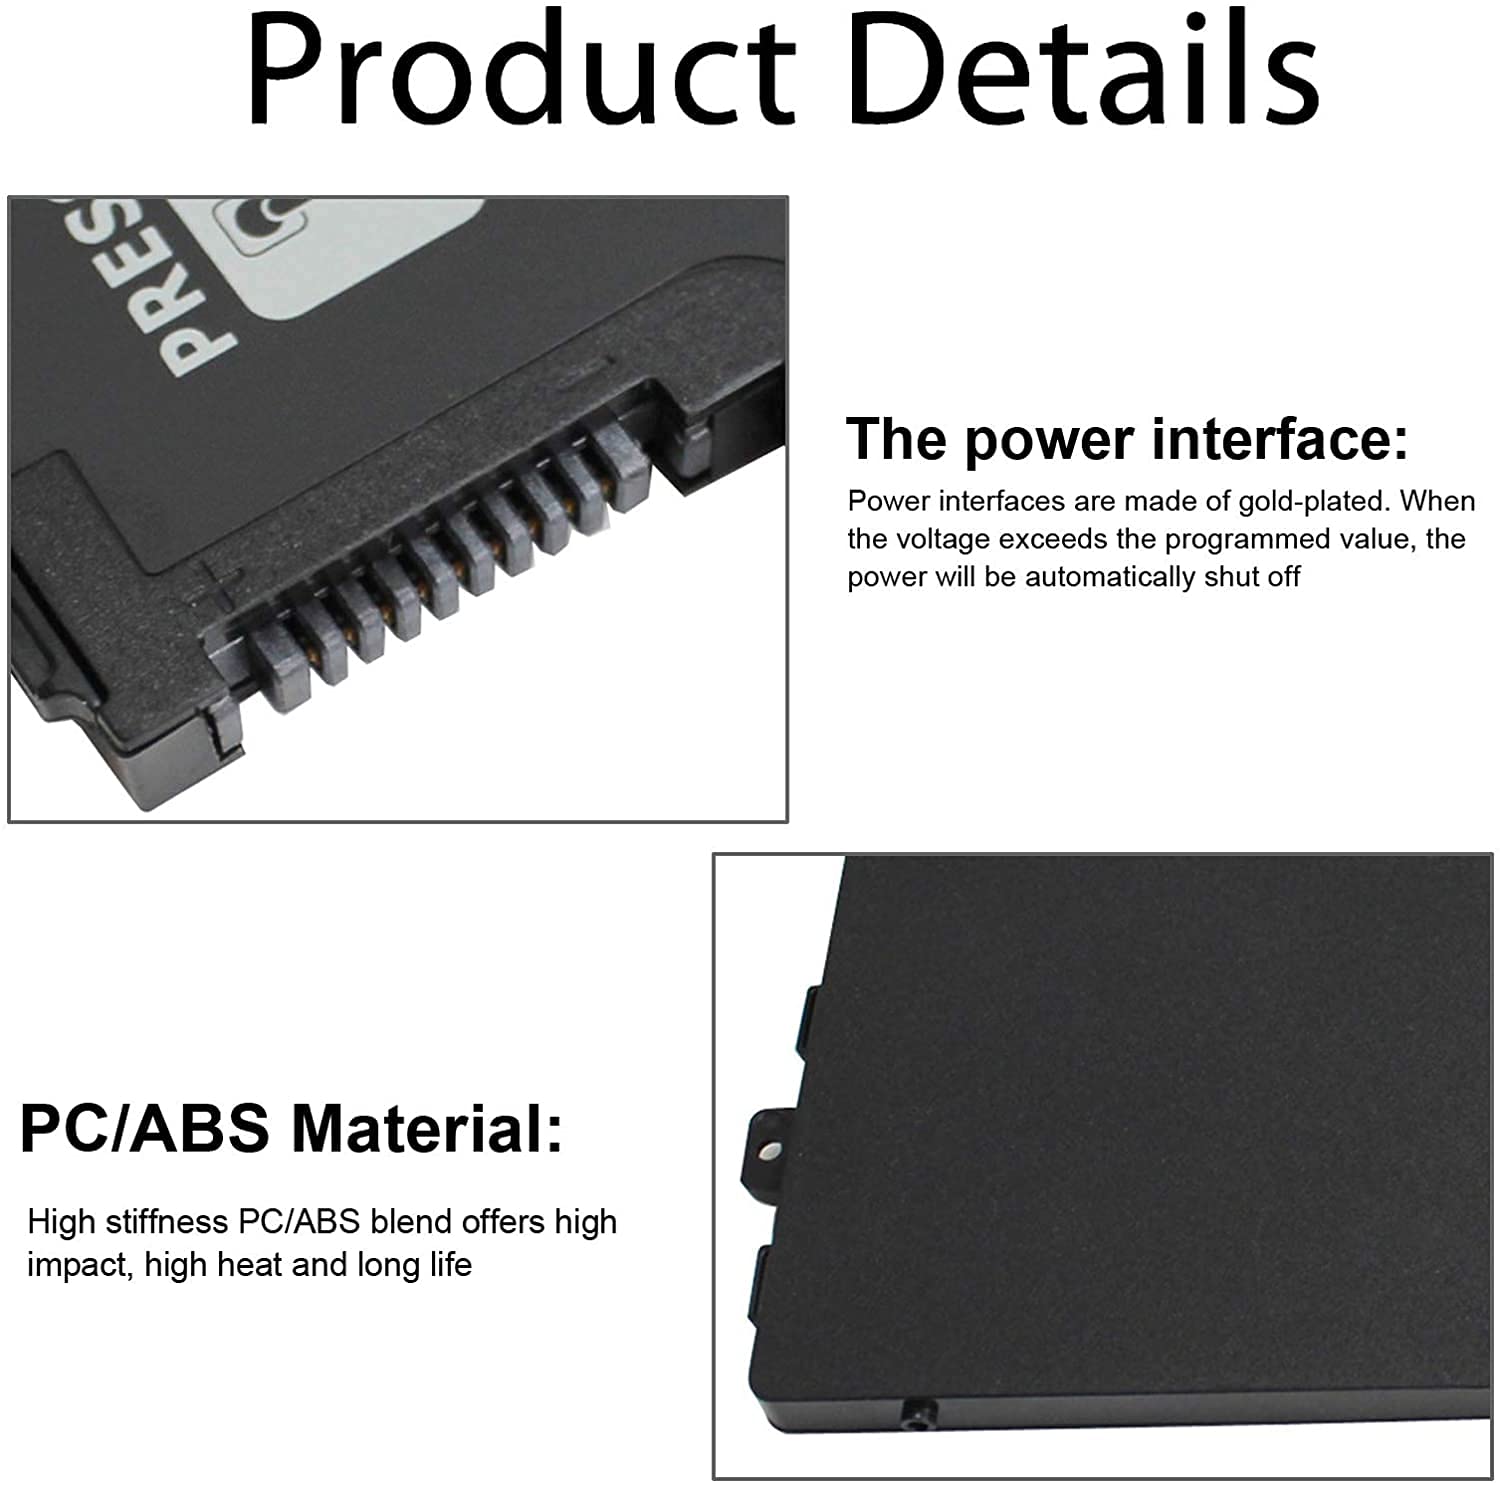 Product Details
PRESS
The power interface:
Power interfaces are made of gold-plated. When
the voltage exceeds the programmed value, the
power will be automatically shut off
PC/ABS Material:
High stiffness PC/ABS blend offers high
impact, high heat and long life